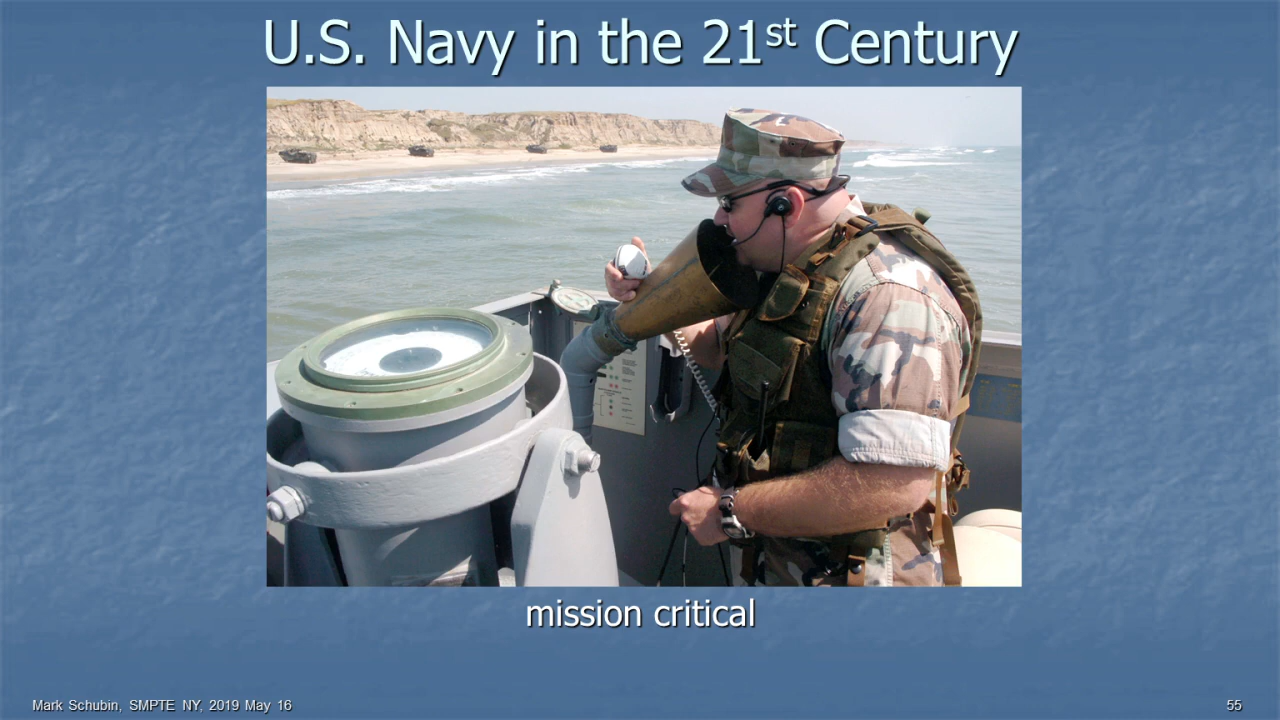 U.S. Navy in the 21st Century
mission critical
Mark Schubin, SMPTE NY, 2019 May 16
55